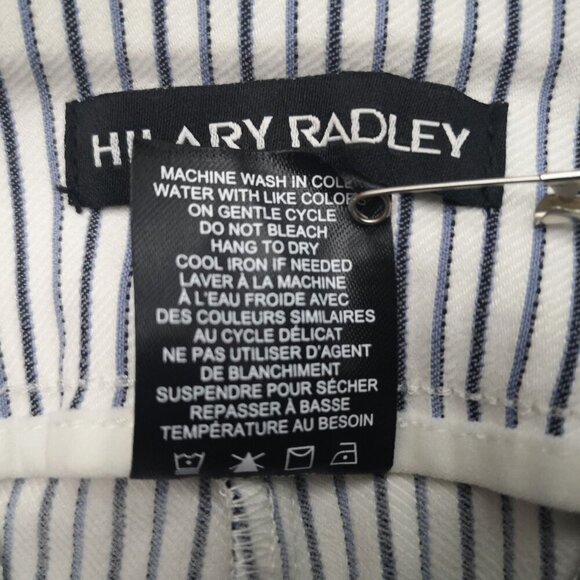 HILARY RADLEY
MACHINE WASH IN COLD
WATER WITH LIKE COLORS
ON GENTLE CYCLE
DO NOT BLEACH
HANG TO DRY
COOL IRON IF NEEDED
LAVER À LA MACHINE
À L'EAU FROIDE AVEC
DES COULEURS SIMILAIRES
AU CYCLE DÉLICAT
NE PAS UTILISER D'AGENT
DE BLANCHIMENT
SUSPENDRE POUR SÉCHER
REPASSER À BASSE
TEMPÉRATURE AU BESOIN